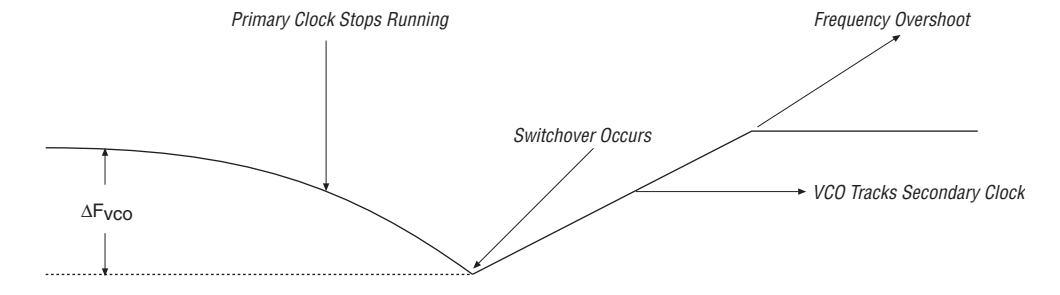 Primary Clock Stops Running
Frequency Overshoot
Switchover Occurs
VCO Tracks Secondary Clock
ΔFvco